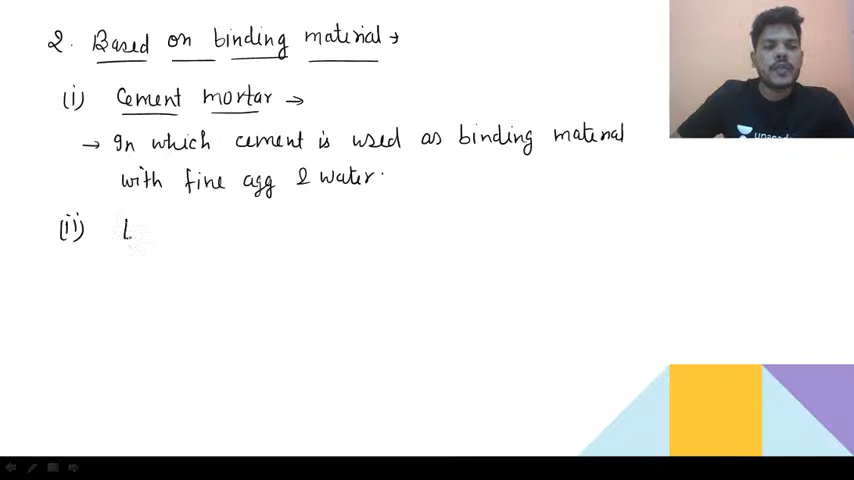 2. Based on binding material →
(i) Cement mortar →
→ In which cement is used as binding material
with fine agg & water.
(ii) L